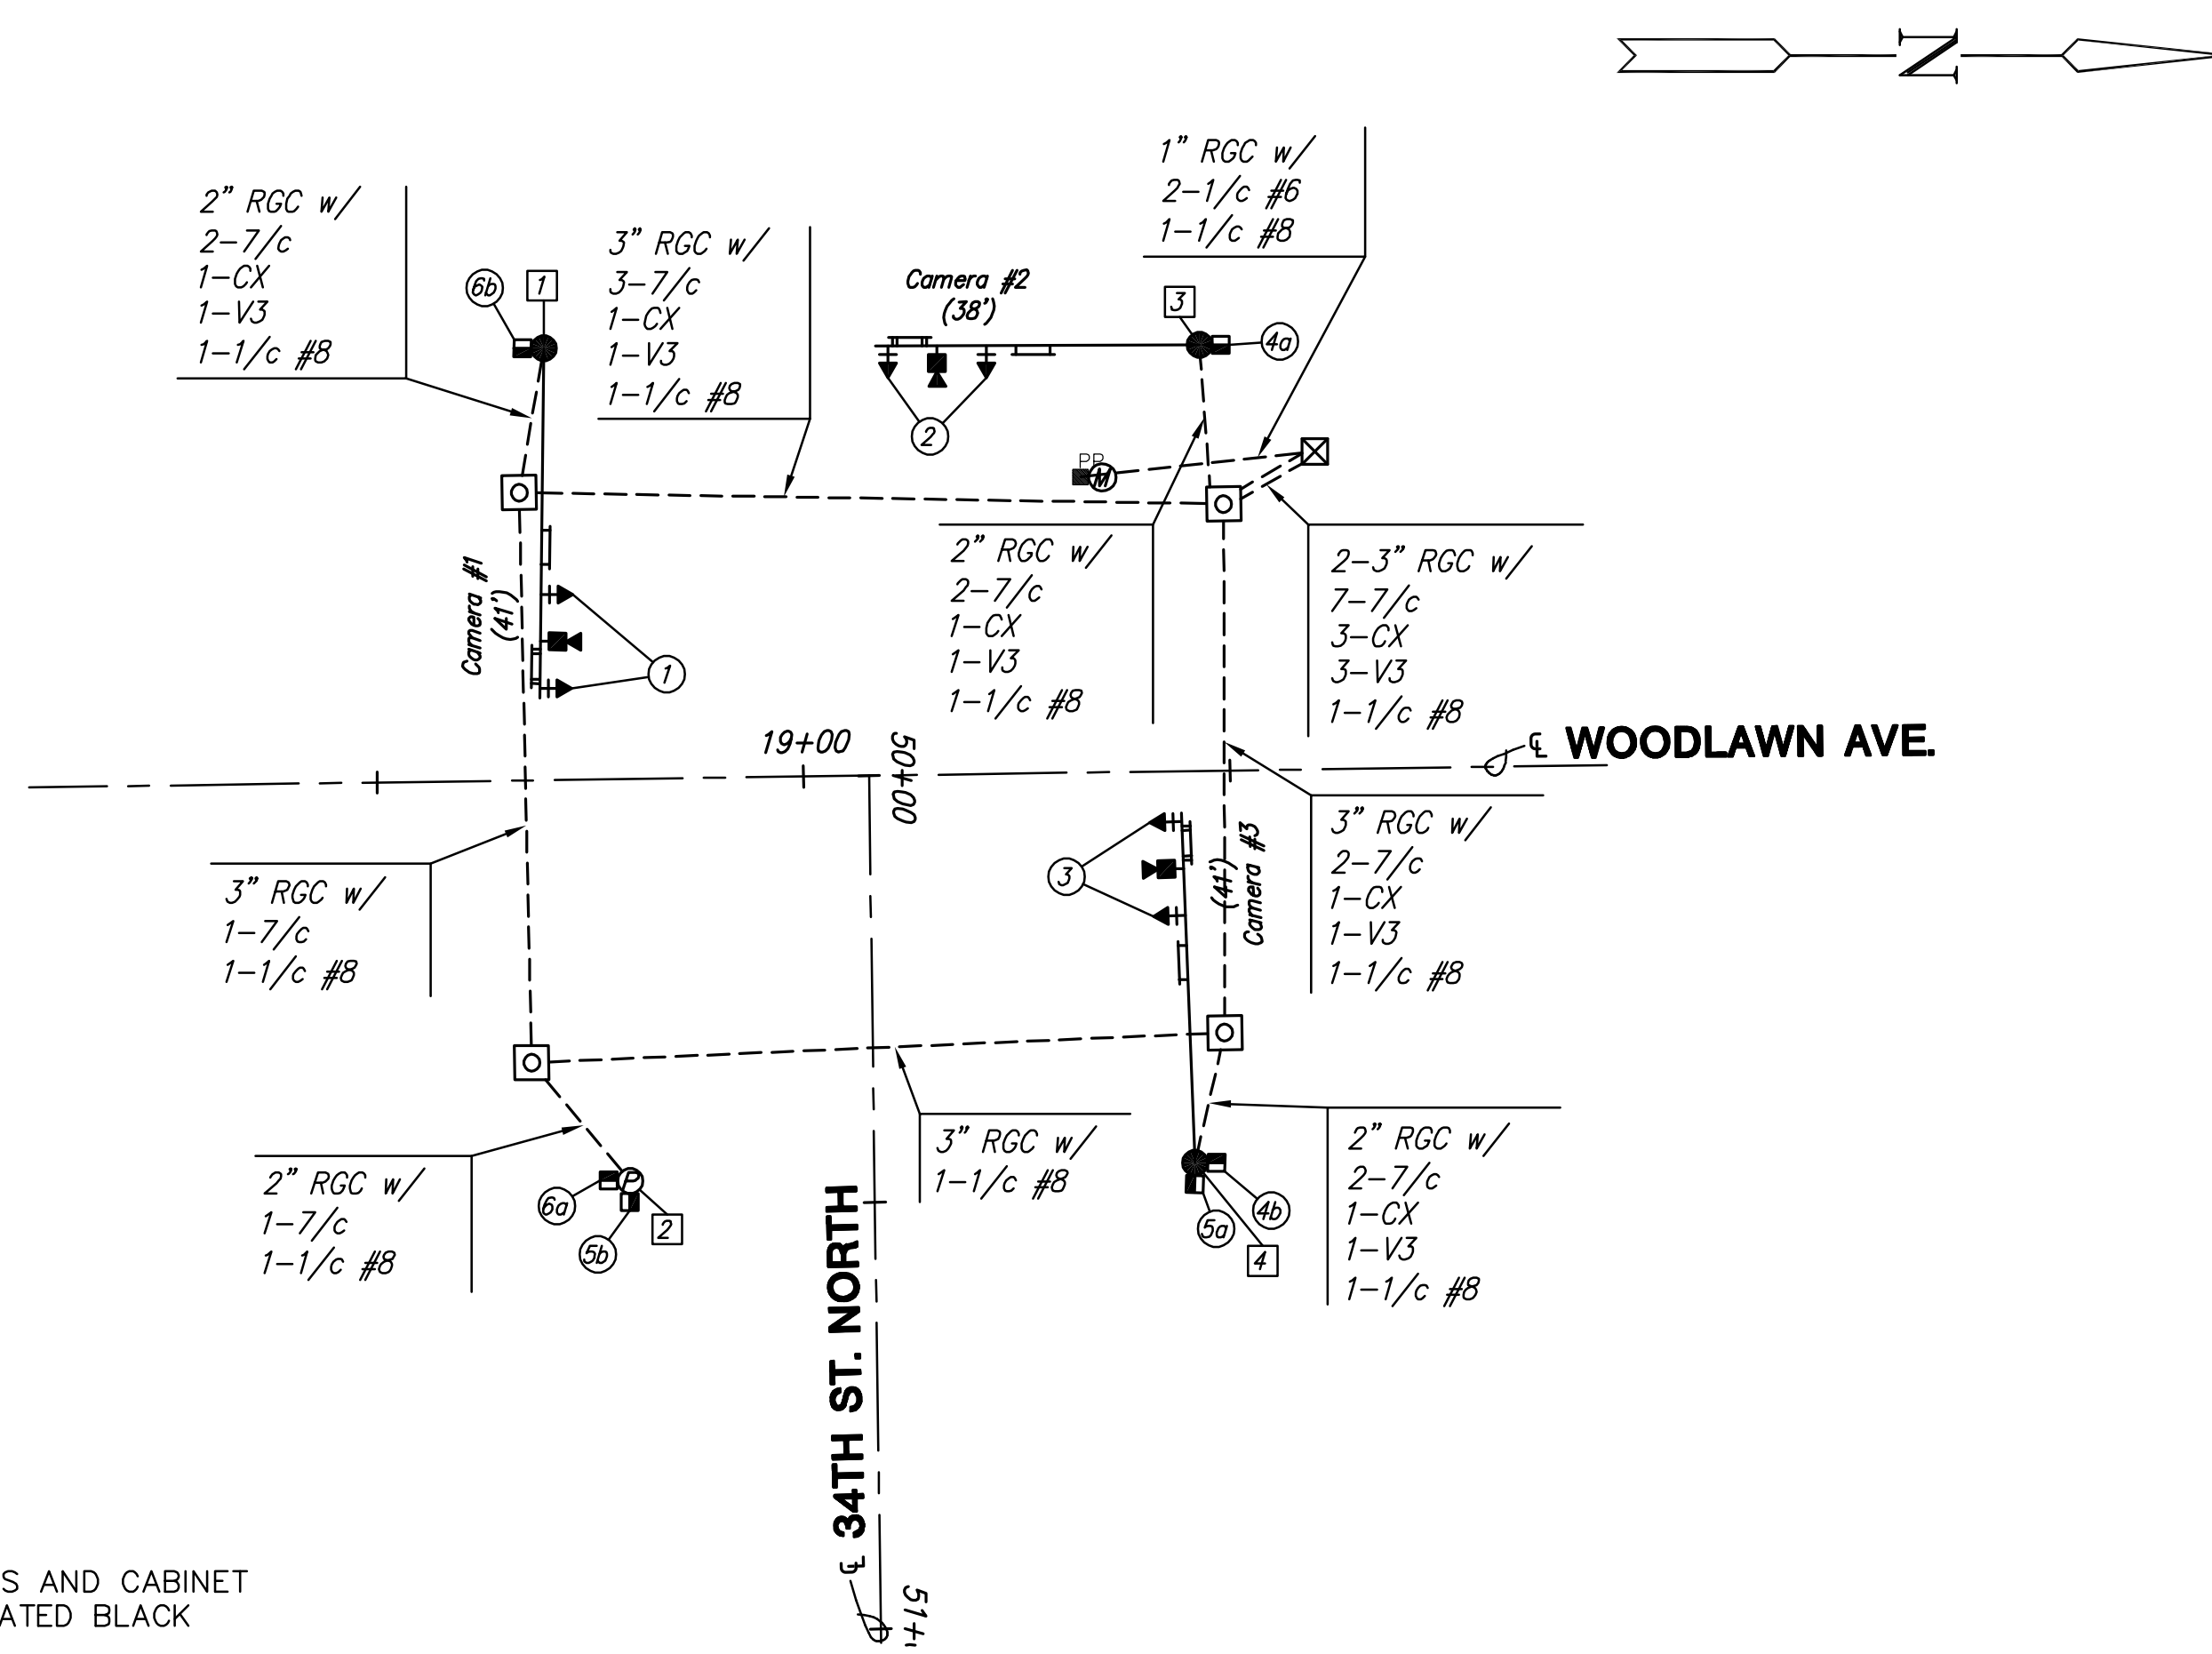 N
1" RGC w/
2-1/c #6
1-1/c #8
2" RGC w/
2-7/c
1-CX
1-V3
1-1/c #8
3" RGC w/
3-7/c
1-CX
1-V3
1-1/c #8
6b
1
Camera #2
(38')
3
4a
2
PB
M
2" RGC w/
2-7/c
1-CX
1-V3
1-1/c #8
2-3" RGC w/
7-7/c
3-CX
3-V3
1-1/c #8
Camera #1
(41')
1
19+00
50+00
℄ WOODLAWN AVE.
3" RGC w/
2-7/c
1-CX
1-V3
1-1/c #8
3
(41')
Camera #3
3" RGC w/
1-7/c
1-1/c #8
3" RGC w/
1-1/c #8
2" RGC w/
2-7/c
1-CX
1-V3
1-1/c #8
2" RGC w/
1-7/c
1-1/c #8
P
6a
5b
2
5a
4b
4
℄ 34TH ST. NORTH
51+
S AND CABINET
ATED BLACK